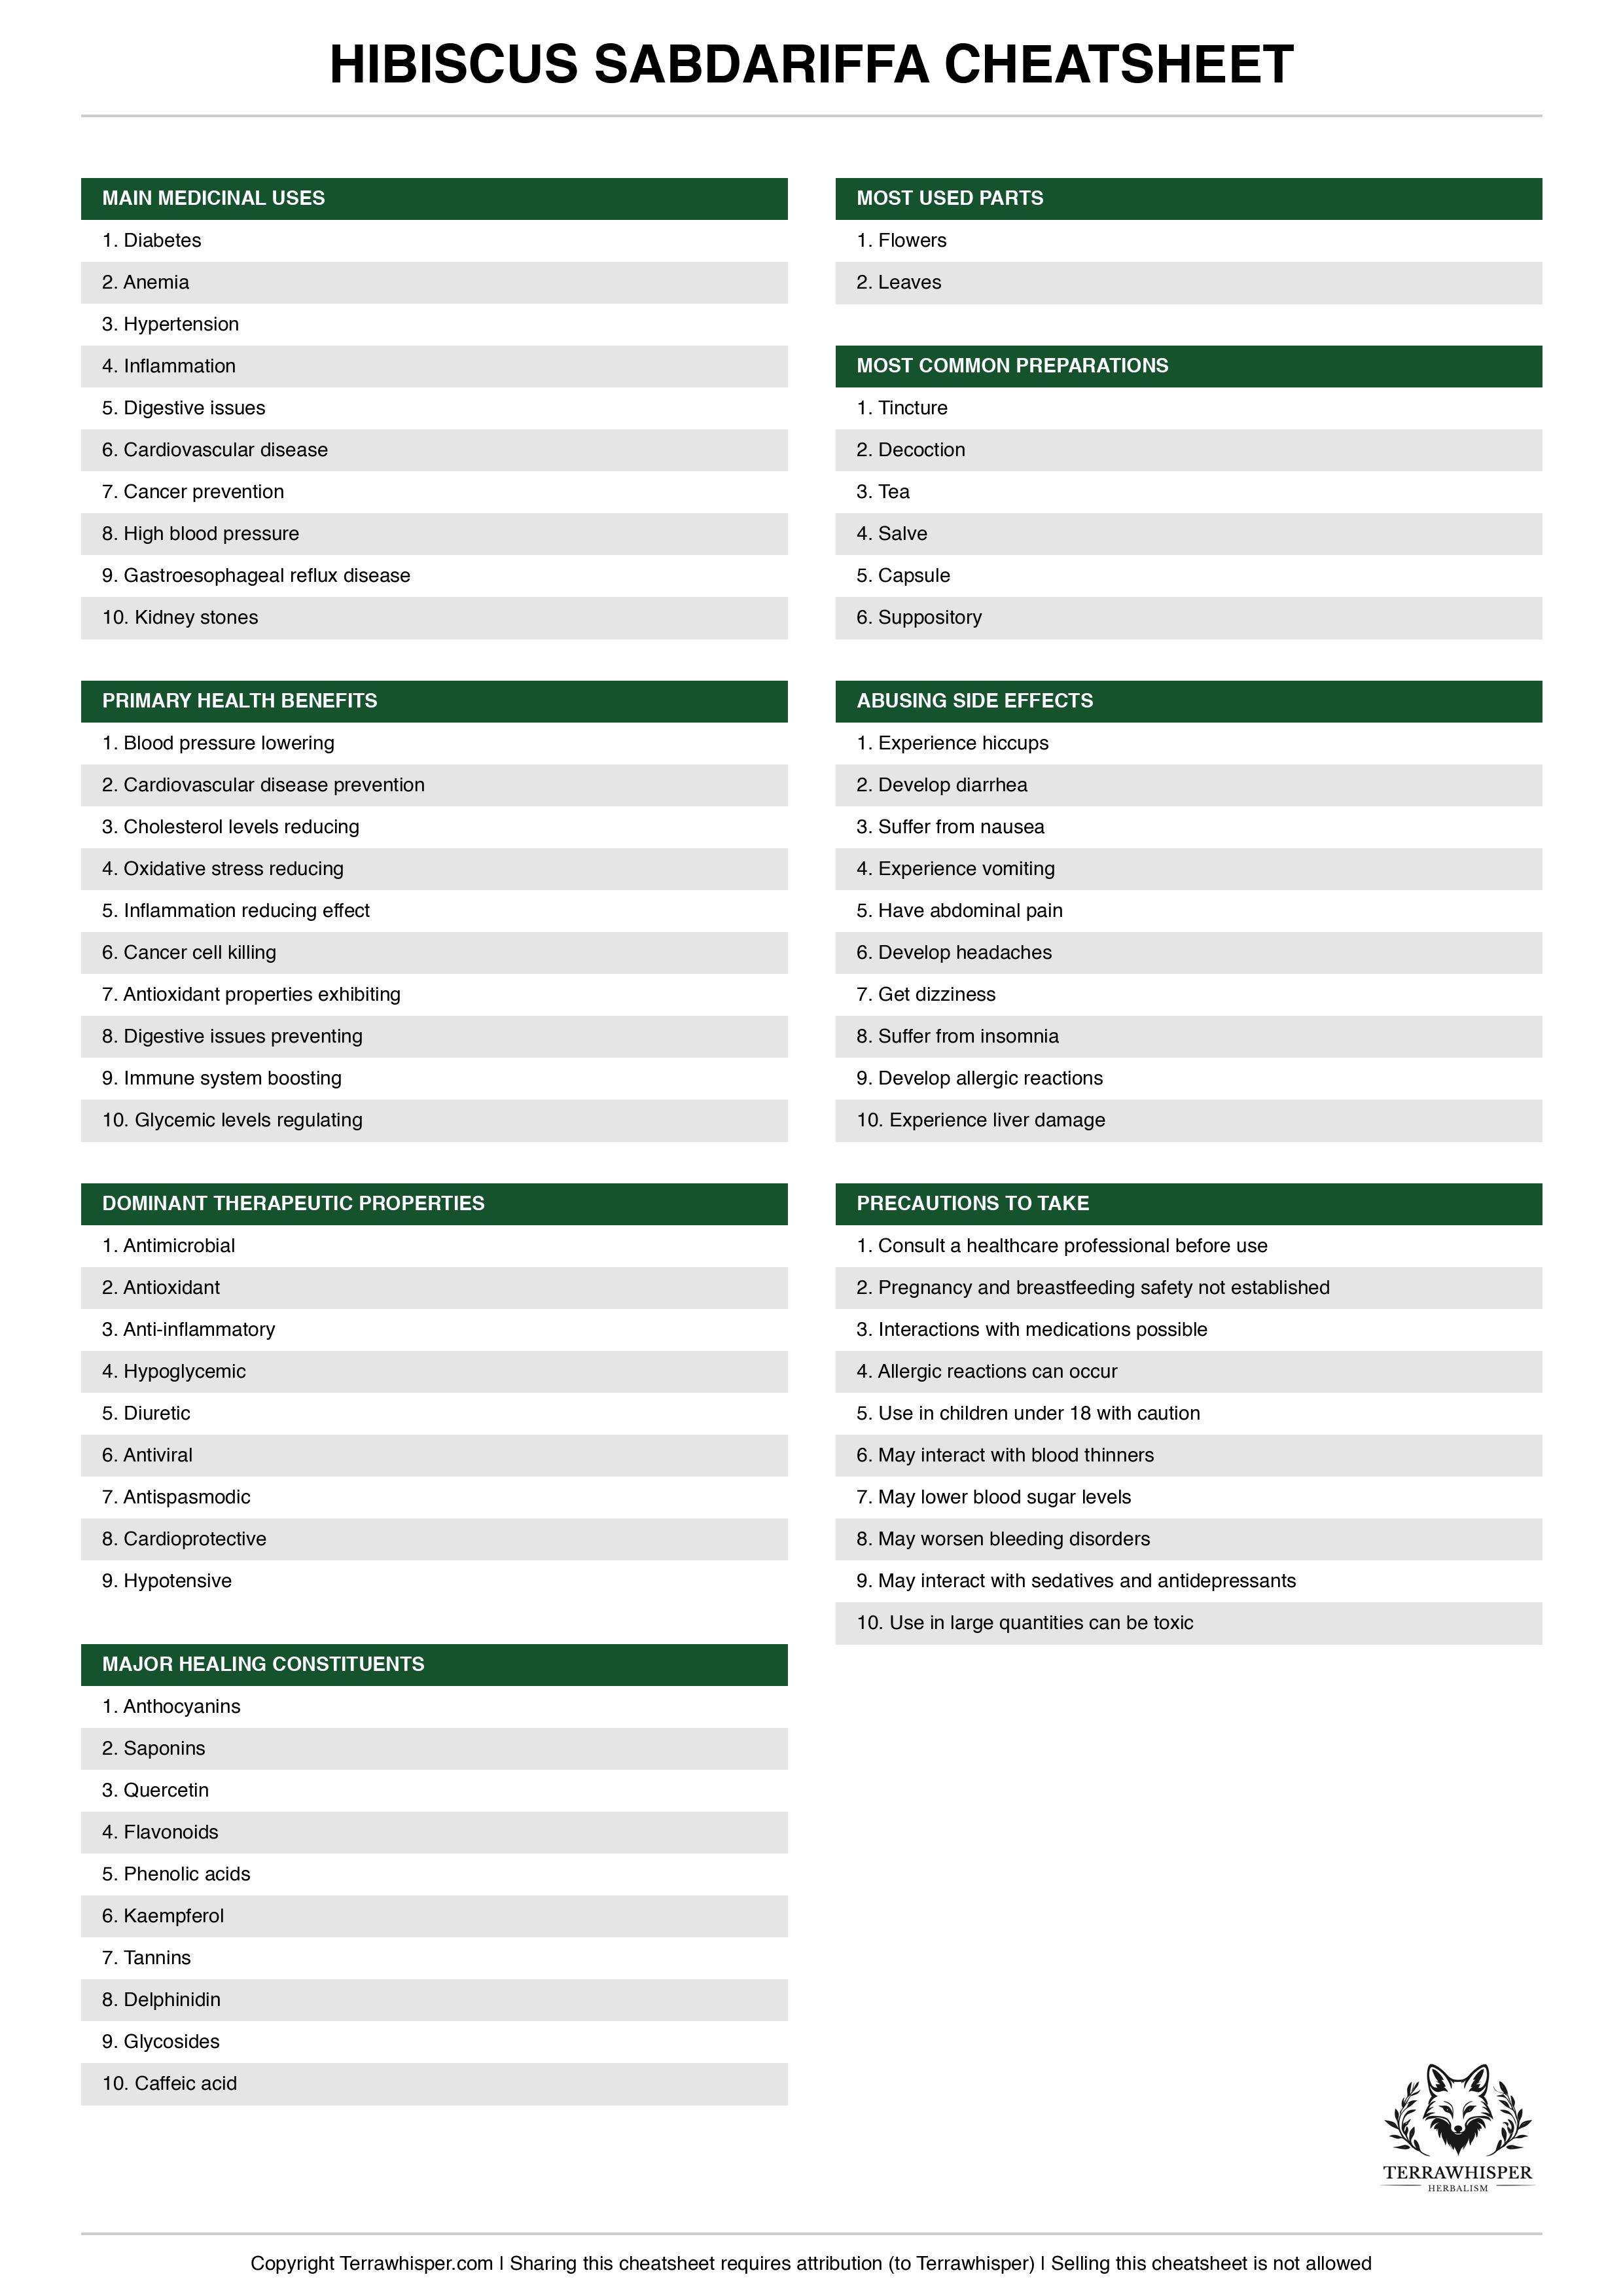 HIBISCUS SABDARIFFA CHEATSHEET
MAIN MEDICINAL USES
1. Diabetes
2. Anemia
3. Hypertension
4. Inflammation
5. Digestive issues
6. Cardiovascular disease
7. Cancer prevention
8. High blood pressure
9. Gastroesophageal reflux disease
10. Kidney stones
PRIMARY HEALTH BENEFITS
1. Blood pressure lowering
2. Cardiovascular disease prevention
3. Cholesterol levels reducing
4. Oxidative stress reducing
5. Inflammation reducing effect
6. Cancer cell killing
7. Antioxidant properties exhibiting
8. Digestive issues preventing
9. Immune system boosting
10. Glycemic levels regulating
DOMINANT THERAPEUTIC PROPERTIES
1. Antimicrobial
2. Antioxidant
3. Anti-inflammatory
4. Hypoglycemic
5. Diuretic
6. Antiviral
7. Antispasmodic
8. Cardioprotective
9. Hypotensive
MAJOR HEALING CONSTITUENTS
1. Anthocyanins
2. Saponins
3. Quercetin
4. Flavonoids
5. Phenolic acids
6. Kaempferol
7. Tannins
8. Delphinidin
9. Glycosides
10. Caffeic acid
MOST USED PARTS
1. Flowers
2. Leaves
MOST COMMON PREPARATIONS
1. Tincture
2. Decoction
3. Tea
4. Salve
5. Capsule
6. Suppository
ABUSING SIDE EFFECTS
1. Experience hiccups
2. Develop diarrhea
3. Suffer from nausea
4. Experience vomiting
5. Have abdominal pain
6. Develop headaches
7. Get dizziness
8. Suffer from insomnia
9. Develop allergic reactions
10. Experience liver damage
PRECAUTIONS TO TAKE
1. Consult a healthcare professional before use
2. Pregnancy and breastfeeding safety not established
3. Interactions with medications possible
4. Allergic reactions can occur
5. Use in children under 18 with caution
6. May interact with blood thinners
7. May lower blood sugar levels
8. May worsen bleeding disorders
9. May interact with sedatives and antidepressants
10. Use in large quantities can be toxic
TERRAWHISPER
HERBALISM
Copyright Terrawhisper.com | Sharing this cheatsheet requires attribution (to Terrawhisper) | Selling this cheatsheet is not allowed